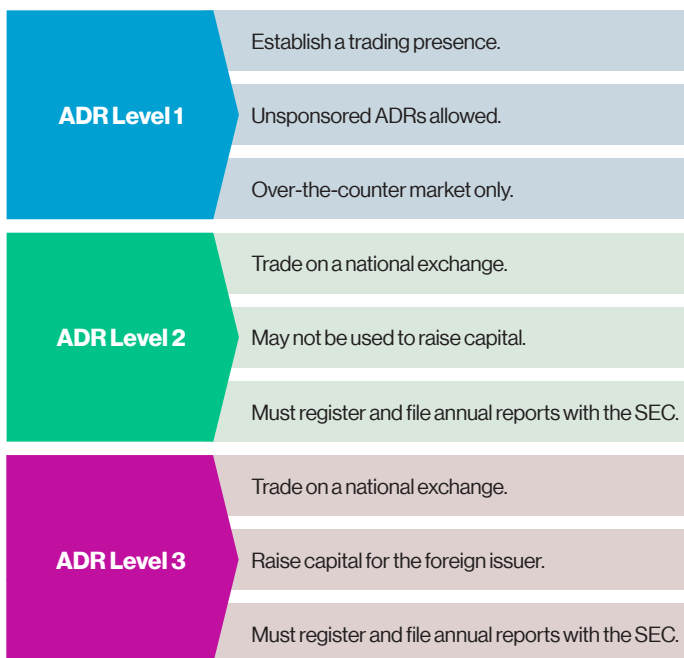 ADR Level 1
Establish a trading presence.
Unsponsored ADRs allowed.
Over-the-counter market only.
ADR Level 2
Trade on a national exchange.
May not be used to raise capital.
Must register and file annual reports with the SEC.
ADR Level 3
Trade on a national exchange.
Raise capital for the foreign issuer.
Must register and file annual reports with the SEC.